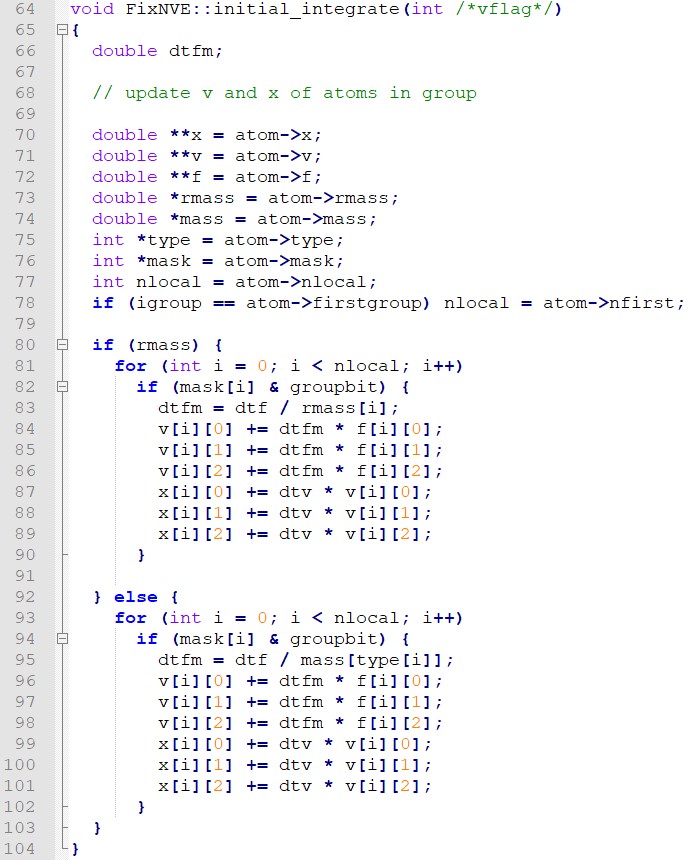 64 void FixNVE::initial_integrate(int /*vflag*/)
65 {
66   double dtfm;
67
68   // update v and x of atoms in group
69
70   double **x = atom->x;
71   double **v = atom->v;
72   double **f = atom->f;
73   double *rmass = atom->rmass;
74   double *mass = atom->mass;
75   int *type = atom->type;
76   int *mask = atom->mask;
77   int nlocal = atom->nlocal;
78   if (igroup == atom->firstgroup) nlocal = atom->nfirst;
79
80   if (rmass) {
81     for (int i = 0; i < nlocal; i++)
82       if (mask[i] & groupbit) {
83         dtfm = dtf / rmass[i];
84         v[i][0] += dtfm * f[i][0];
85         v[i][1] += dtfm * f[i][1];
86         v[i][2] += dtfm * f[i][2];
87         x[i][0] += dtv * v[i][0];
88         x[i][1] += dtv * v[i][1];
89         x[i][2] += dtv * v[i][2];
90       }
91
92   } else {
93     for (int i = 0; i < nlocal; i++)
94       if (mask[i] & groupbit) {
95         dtfm = dtf / mass[type[i]];
96         v[i][0] += dtfm * f[i][0];
97         v[i][1] += dtfm * f[i][1];
98         v[i][2] += dtfm * f[i][2];
99         x[i][0] += dtv * v[i][0];
100         x[i][1] += dtv * v[i][1];
101         x[i][2] += dtv * v[i][2];
102       }
103   }
104 }